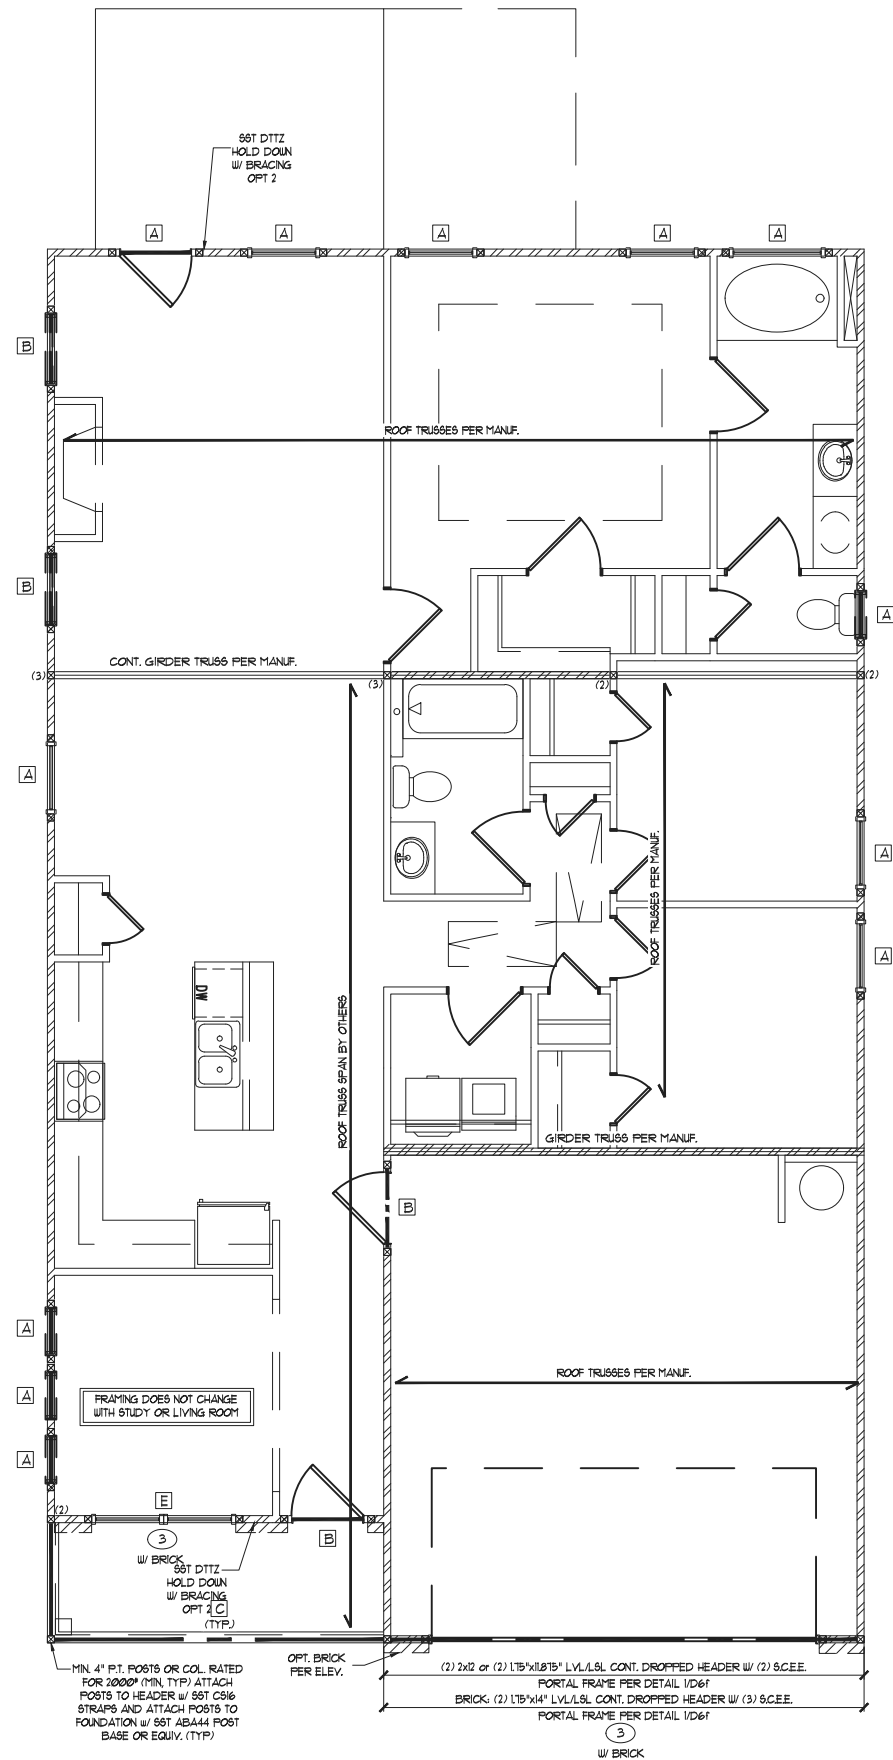 SST DTTZ
HOLD DOWN
W/ BRACING
OPT 2
A
A
A
A
A
B
ROOF TRUSSES PER MANUF.
B
A
CONT. GIRDER TRUSS PER MANUF.
(3)
(3)
(2)
(2)
A
A
ROOF TRUSSES PER MANUF.
A
DW
ROOF TRUSS SPAN BY OTHERS
GIRDER TRUSS PER MANUF.
B
A
ROOF TRUSSES PER MANUF.
A
FRAMING DOES NOT CHANGE
WITH STUDY OR LIVING ROOM
A
(2)
E
B
3
W/ BRICK
SST DTTZ
HOLD DOWN
W/ BRACING
OPT 2
C
(TYP.)
MIN. 4" P.T. POSTS OR COL. RATED
FOR 2000# (MIN, TYP) ATTACH
POSTS TO HEADER w/ SST CS16
STRAPS AND ATTACH POSTS TO
FOUNDATION w/ SST ABA44 POST
BASE OR EQUIV. (TYP)
OPT. BRICK
PER ELEV.
(2) 2x12 or (2) 1.75"x11.875" LVL/LSL CONT. DROPPED HEADER W/ (2) S.C.E.E.
PORTAL FRAME PER DETAIL 1/D6f
BRICK: (2) 1.75"x14" LVL/LSL CONT. DROPPED HEADER W/ (3) S.C.E.E.
PORTAL FRAME PER DETAIL 1/D6f
3
W/ BRICK